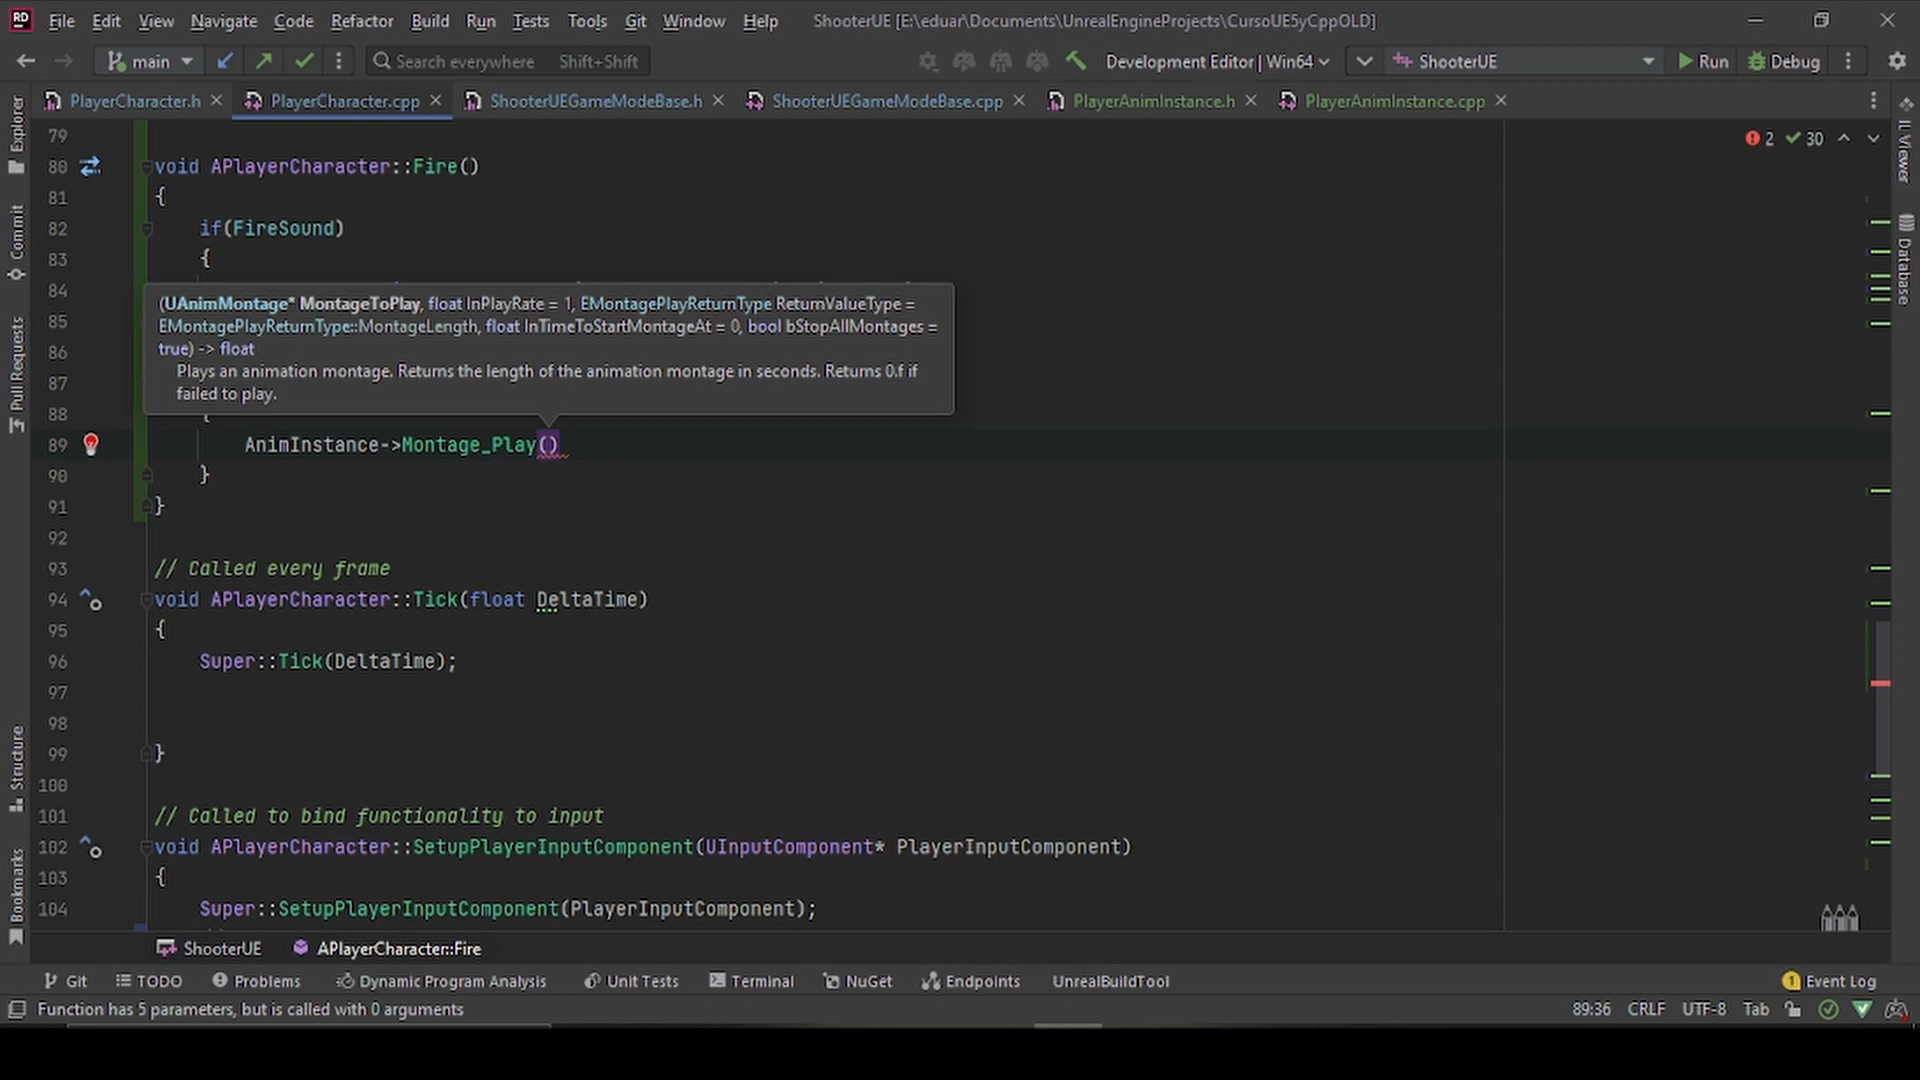 RD File Edit View Navigate Code Refactor Build Run Tests Tools Git Window Help ShooterUE [E:\eduar\Documents\UnrealEngineProjects\CursoUE5yCppOLD]
main Search everywhere Shift+Shift Development Editor | Win64 ShooterUE Run Debug
PlayerCharacter.h PlayerCharacter.cpp ShooterUEGameModeBase.h ShooterUEGameModeBase.cpp PlayerAnimInstance.h PlayerAnimInstance.cpp
Explorer
Commit
Pull Requests
Structure
Bookmarks
IL Viewer
Database
2 30
79
80 void APlayerCharacter::Fire()
81 {
82 if(FireSound)
83 {
84
85
86
87
88 {
(UAnimMontage* MontageToPlay, float InPlayRate = 1, EMontagePlayReturnType ReturnValueType =
EMontagePlayReturnType::MontageLength, float InTimeToStartMontageAt = 0, bool bStopAllMontages =
true) -> float
Plays an animation montage. Returns the length of the animation montage in seconds. Returns 0.f if
failed to play.
89 AnimInstance->Montage_Play()
90 }
91 }
92
93 // Called every frame
94 void APlayerCharacter::Tick(float DeltaTime)
95 {
96 Super::Tick(DeltaTime);
97
98
99 }
100
101 // Called to bind functionality to input
102 void APlayerCharacter::SetupPlayerInputComponent(UInputComponent* PlayerInputComponent)
103 {
104 Super::SetupPlayerInputComponent(PlayerInputComponent);
ShooterUE APlayerCharacter::Fire
Git TODO Problems Dynamic Program Analysis Unit Tests Terminal NuGet Endpoints UnrealBuildTool 1 Event Log
Function has 5 parameters, but is called with 0 arguments 89:36 CRLF UTF-8 Tab